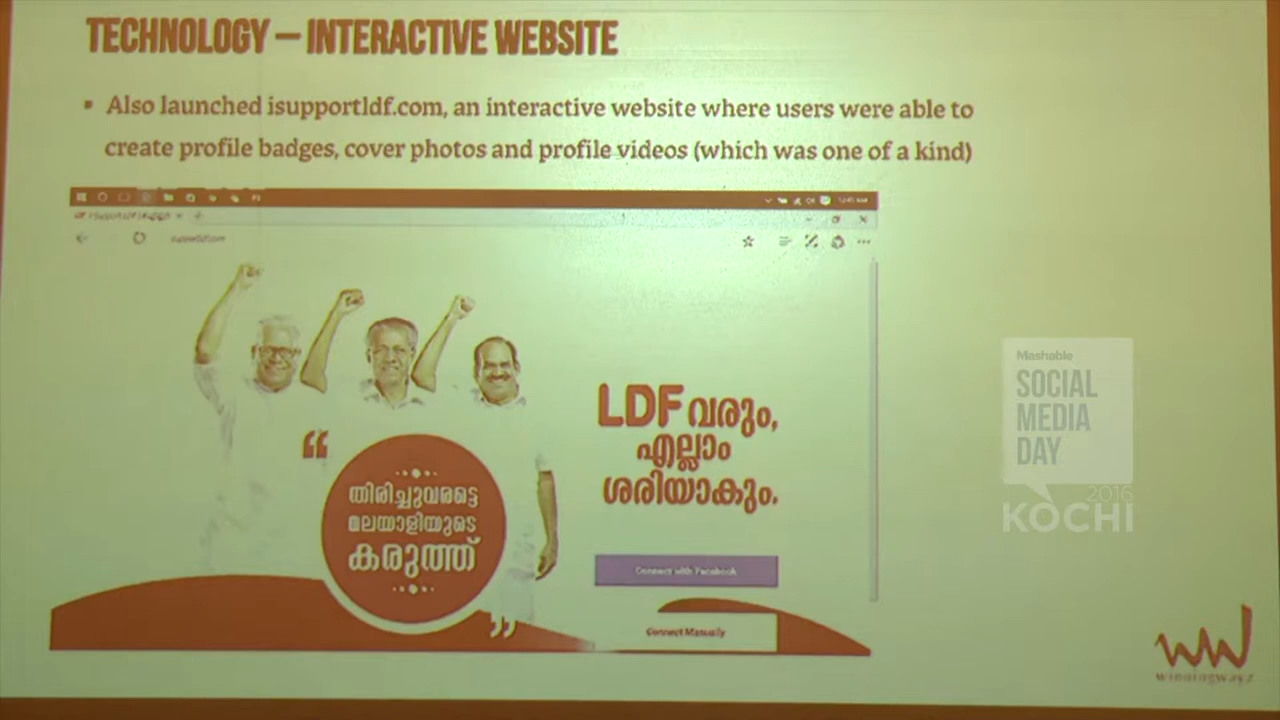 TECHNOLOGY – INTERACTIVE WEBSITE
Also launched isupportldf.com, an interactive website where users were able to
create profile badges, cover photos and profile videos (which was one of a kind)
LDF വരും,
എല്ലാം
ശരിയാകും.
“
തിരിച്ചുവരട്ടെ
മലയാളിയുടെ
കരുത്ത്
”
Connect with Facebook
Connect Manually
Mashable
SOCIAL
MEDIA
DAY
2016
KOCHI
winningwayz